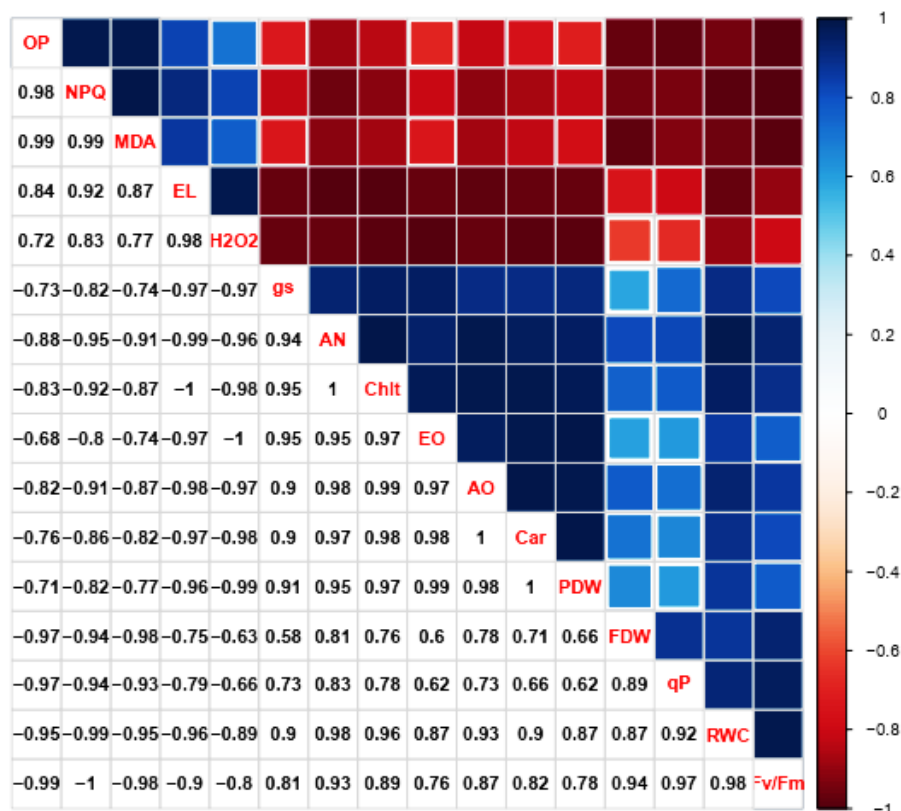 OP
0.98 NPQ
0.99 0.99 MDA
0.84 0.92 0.87 EL
0.72 0.83 0.77 0.98 H2O2
−0.73 −0.82 −0.74 −0.97 −0.97 gs
−0.88 −0.95 −0.91 −0.99 −0.96 0.94 AN
−0.83 −0.92 −0.87 −1 −0.98 0.95 1 Chlt
−0.68 −0.8 −0.74 −0.97 −1 0.95 0.95 0.97 EO
−0.82 −0.91 −0.87 −0.98 −0.97 0.9 0.98 0.99 0.97 AO
−0.76 −0.86 −0.82 −0.97 −0.98 0.9 0.97 0.98 0.98 1 Car
−0.71 −0.82 −0.77 −0.96 −0.99 0.91 0.95 0.97 0.99 0.98 1 PDW
−0.97 −0.94 −0.98 −0.75 −0.63 0.58 0.81 0.76 0.6 0.78 0.71 0.66 FDW
−0.97 −0.94 −0.93 −0.79 −0.66 0.73 0.83 0.78 0.62 0.73 0.66 0.62 0.89 qP
−0.95 −0.99 −0.95 −0.96 −0.89 0.9 0.98 0.96 0.87 0.93 0.9 0.87 0.87 0.92 RWC
−0.99 −1 −0.98 −0.9 −0.8 0.81 0.93 0.89 0.76 0.87 0.82 0.78 0.94 0.97 0.98 Fv/Fm
1
0.8
0.6
0.4
0.2
0
−0.2
−0.4
−0.6
−0.8
−1